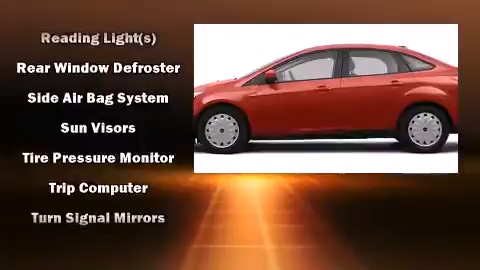 Reading Light(s)
Rear Window Defroster
Side Air Bag System
Sun Visors
Tire Pressure Monitor
Trip Computer
Turn Signal Mirrors